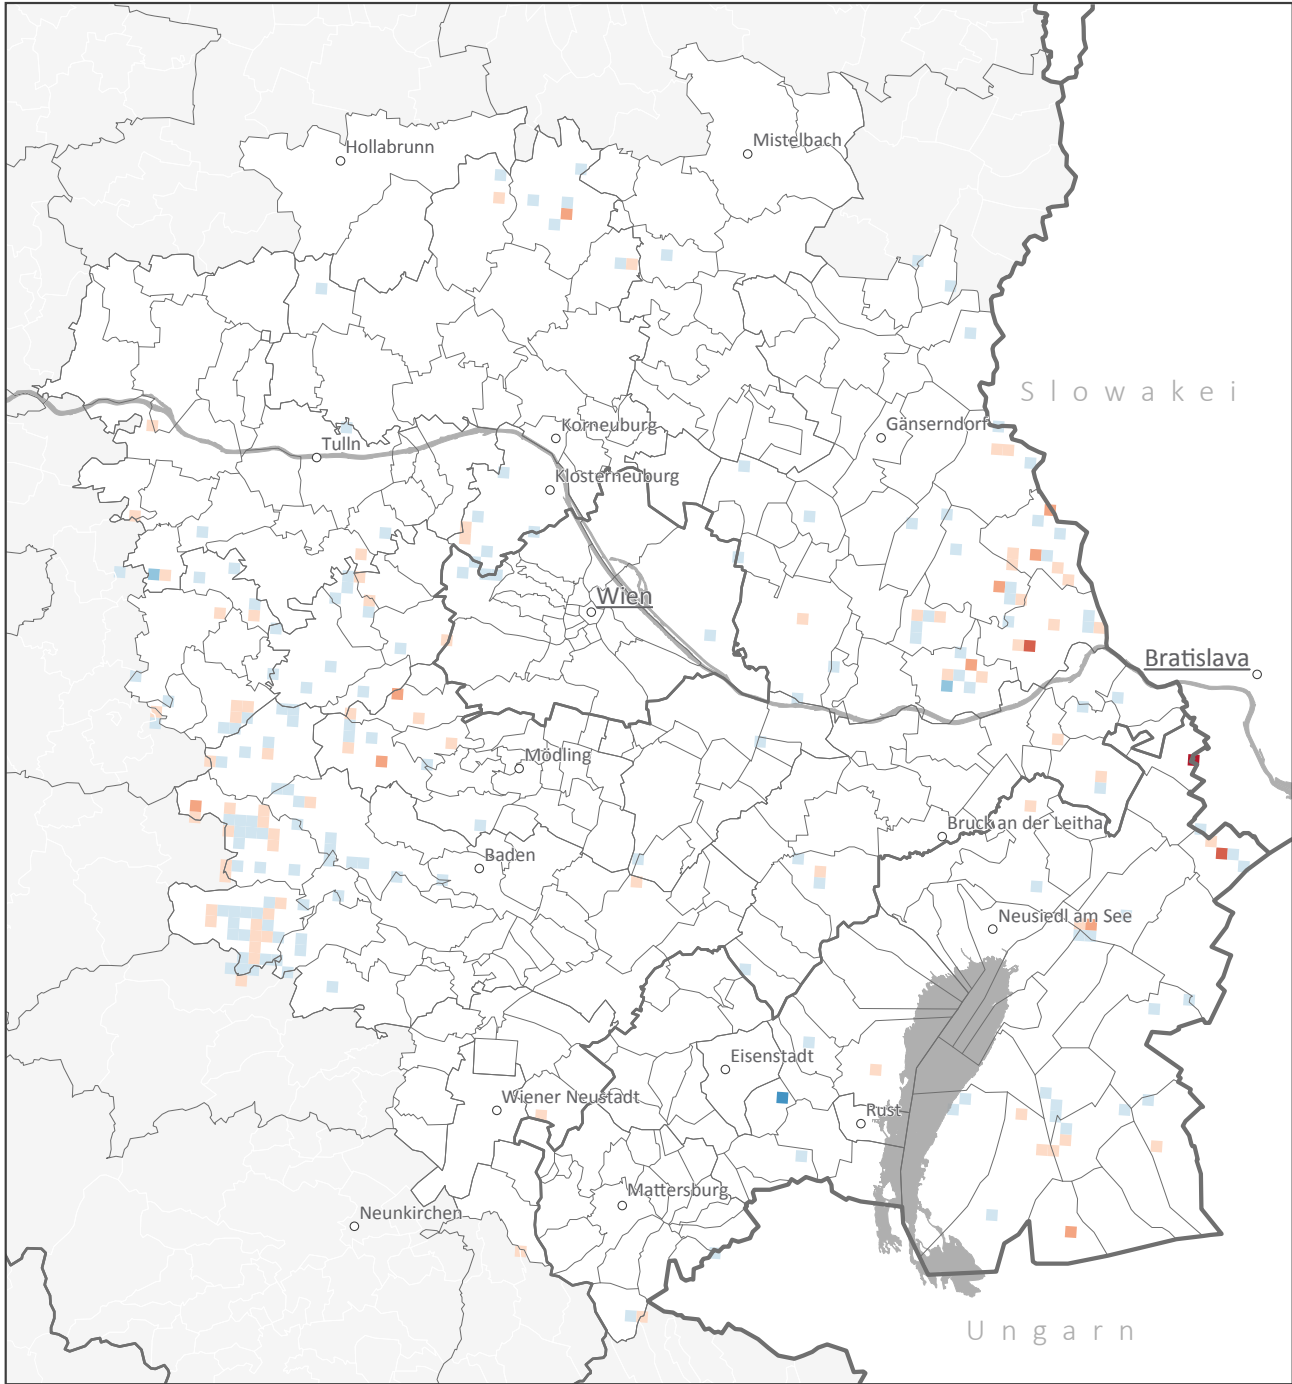 Hollabrunn
Mistelbach
Slowakei
Korneuburg
Gänserndorf
Tulln
Klosterneuburg
Wien
Bratislava
Mödling
Bruck an der Leitha
Baden
Neusiedl am See
Eisenstadt
Wiener Neustadt
Rust
Mattersburg
Neunkirchen
Ungarn